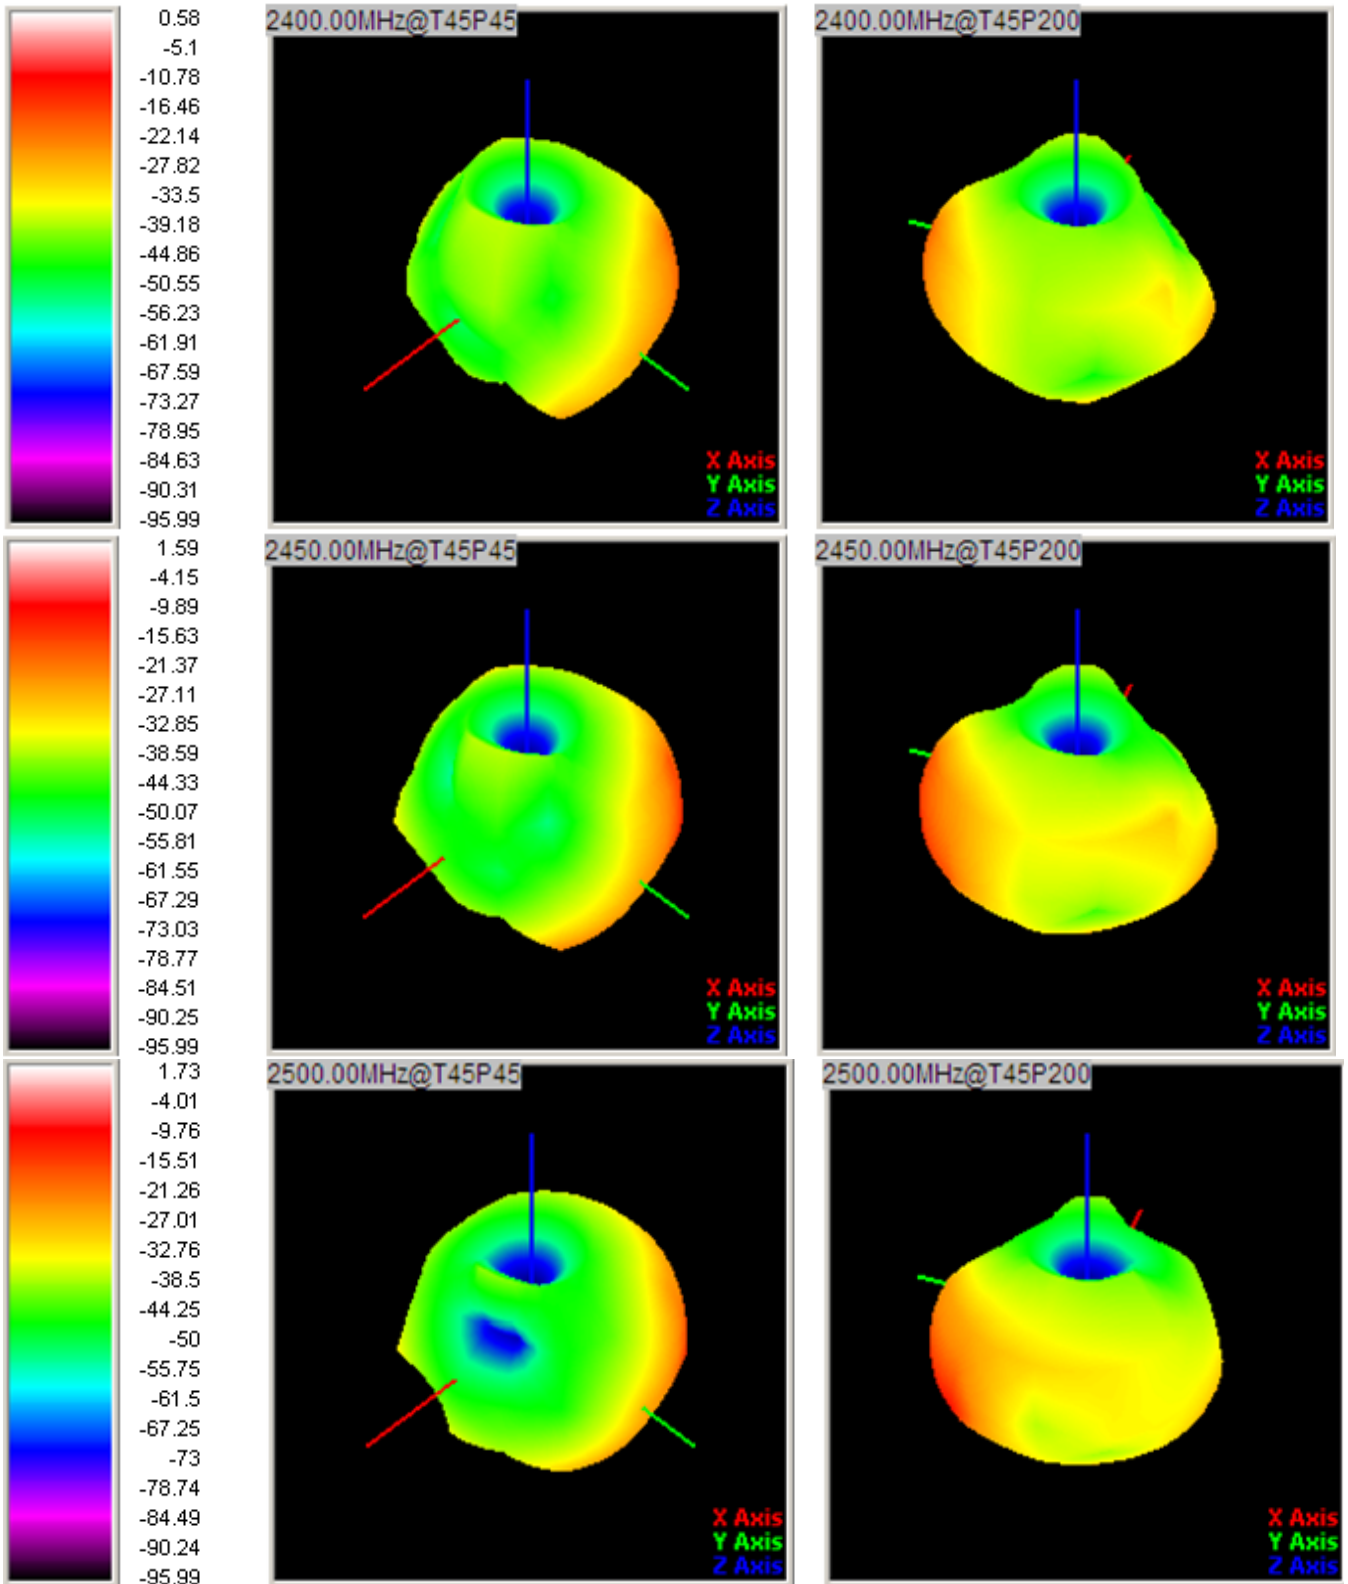 2400.00MHz@T45P45
2400.00MHz@T45P200
0.58
-5.1
-10.78
-16.46
-22.14
-27.82
-33.5
-39.18
-44.86
-50.55
-56.23
-61.91
-67.59
-73.27
-78.95
-84.63
-90.31
-95.99
X Axis
Y Axis
Z Axis
X Axis
Y Axis
Z Axis
2450.00MHz@T45P45
2450.00MHz@T45P200
1.59
-4.15
-9.89
-15.63
-21.37
-27.11
-32.85
-38.59
-44.33
-50.07
-55.81
-61.55
-67.29
-73.03
-78.77
-84.51
-90.25
-95.99
X Axis
Y Axis
Z Axis
X Axis
Y Axis
Z Axis
2500.00MHz@T45P45
2500.00MHz@T45P200
1.73
-4.01
-9.76
-15.51
-21.26
-27.01
-32.76
-38.5
-44.25
-50
-55.75
-61.5
-67.25
-73
-78.74
-84.49
-90.24
-95.99
X Axis
Y Axis
Z Axis
X Axis
Y Axis
Z Axis